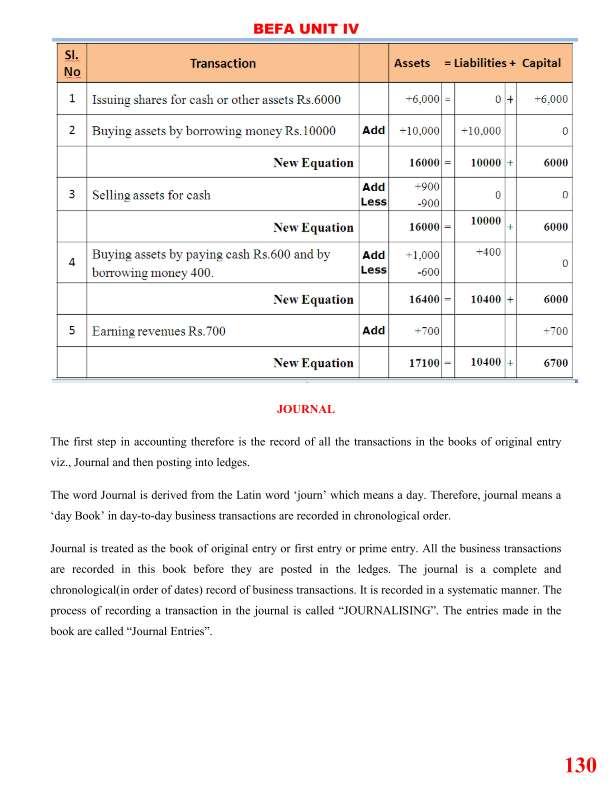 BEFA UNIT IV
Sl. No Transaction Assets = Liabilities + Capital
1 Issuing shares for cash or other assets Rs.6000 +6,000 = 0 + +6,000
2 Buying assets by borrowing money Rs.10000 Add +10,000 +10,000 0
New Equation 16000 = 10000 + 6000
3 Selling assets for cash Add Less +900 -900 0 0
New Equation 16000 = 10000 + 6000
4 Buying assets by paying cash Rs.600 and by borrowing money 400. Add Less +1,000 -600 +400 0
New Equation 16400 = 10400 + 6000
5 Earning revenues Rs.700 Add +700 +700
New Equation 17100 = 10400 + 6700
JOURNAL
The first step in accounting therefore is the record of all the transactions in the books of original entry
viz., Journal and then posting into ledges.
The word Journal is derived from the Latin word ‘journ’ which means a day. Therefore, journal means a
‘day Book’ in day-to-day business transactions are recorded in chronological order.
Journal is treated as the book of original entry or first entry or prime entry. All the business transactions
are recorded in this book before they are posted in the ledges. The journal is a complete and
chronological(in order of dates) record of business transactions. It is recorded in a systematic manner. The
process of recording a transaction in the journal is called “JOURNALISING”. The entries made in the
book are called “Journal Entries”.
130